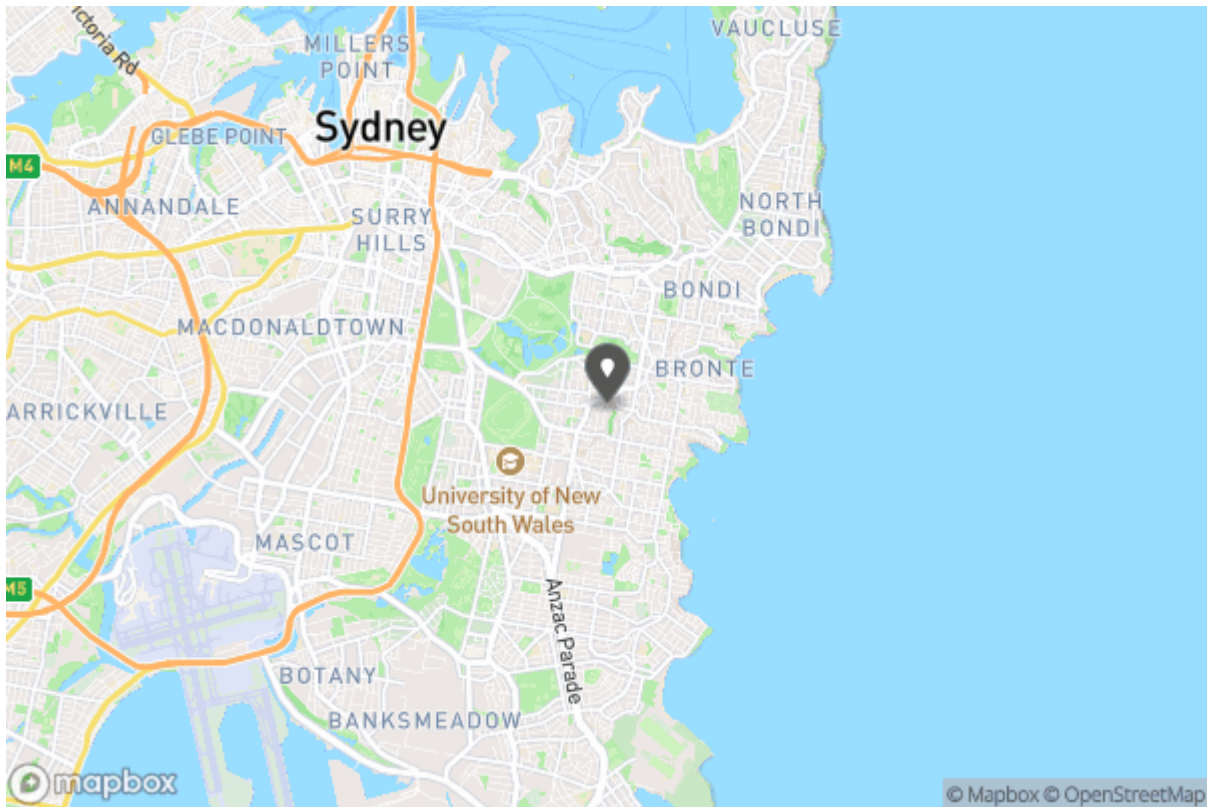 VAUCLUSE
ictoria Rd
MILLERS
POINT
Sydney
GLEBE POINT
M4
ANNANDALE
SURRY
HILLS
NORTH
BONDI
BONDI
MACDONALDTOWN
BRONTE
ARRICKVILLE
University of New
South Wales
MASCOT
M5
Anzac Parade
BOTANY
BANKSMEADOW
mapbox
© Mapbox © OpenStreetMap